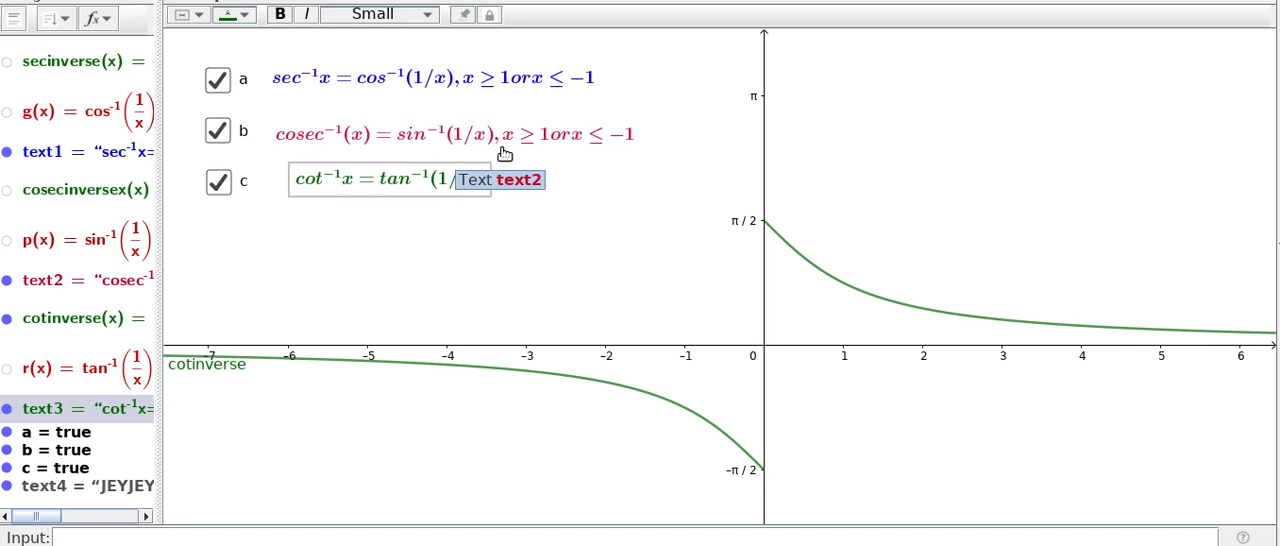 B I Small
secinverse(x) =
g(x) = cos⁻¹(1/x)
text1 = “sec⁻¹x=
cosecinversex(x)
p(x) = sin⁻¹(1/x)
text2 = “cosec⁻¹
cotinverse(x) =
r(x) = tan⁻¹(1/x)
text3 = “cot⁻¹x=
a = true
b = true
c = true
text4 = “JEYJEY
a sec⁻¹x = cos⁻¹(1/x), x ≥ 1orx ≤ −1
b cosec⁻¹(x) = sin⁻¹(1/x), x ≥ 1orx ≤ −1
c cot⁻¹x = tan⁻¹(1/
Text text2
π
π / 2
–7 –6 –5 –4 –3 –2 –1 0 1 2 3 4 5 6
cotinverse
–π / 2
Input: